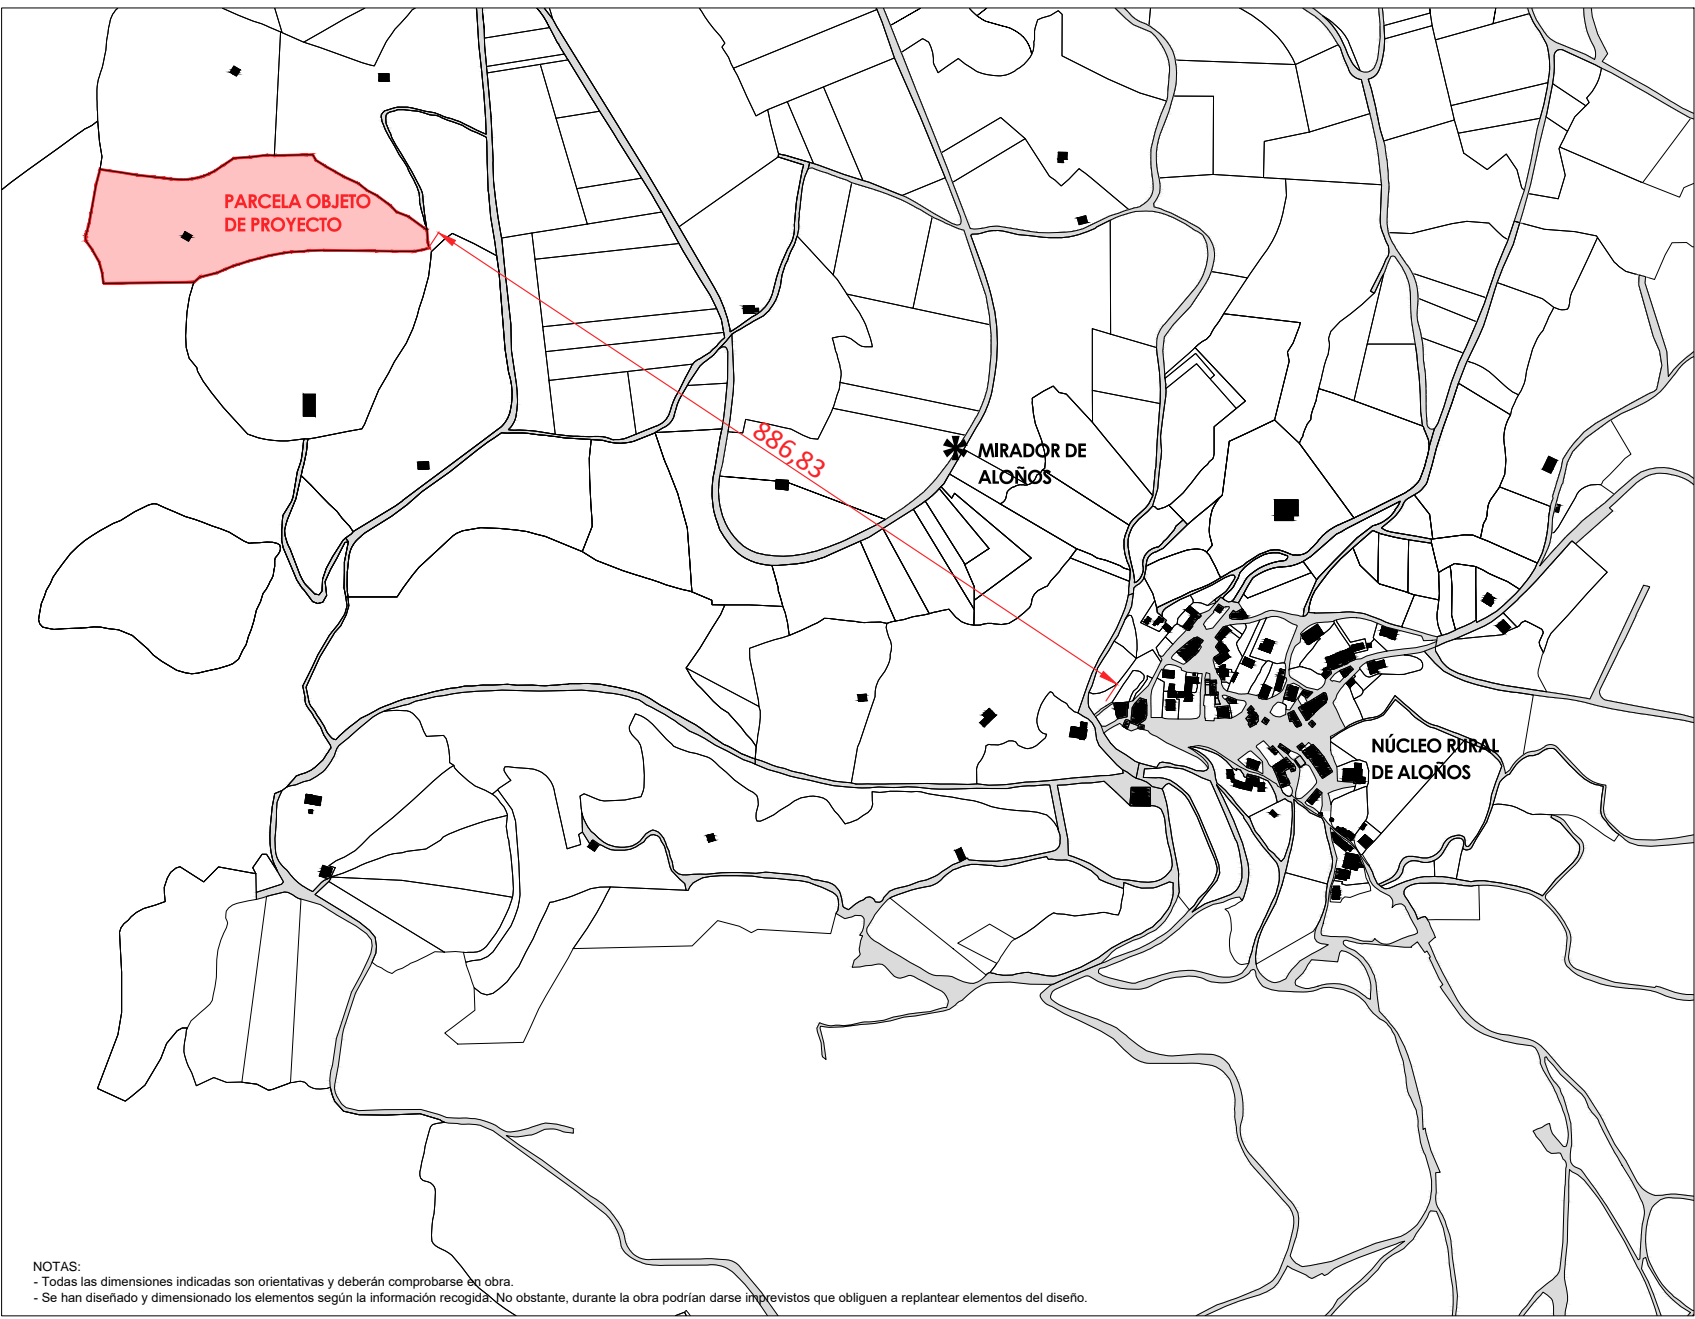 PARCELA OBJETO
DE PROYECTO
886,83
MIRADOR DE
ALOÑOS
NÚCLEO RURAL
DE ALOÑOS
NOTAS:
- Todas las dimensiones indicadas son orientativas y deberán comprobarse en obra.
- Se han diseñado y dimensionado los elementos según la información recogida. No obstante, durante la obra podrían darse imprevistos que obliguen a replantear elementos del diseño.